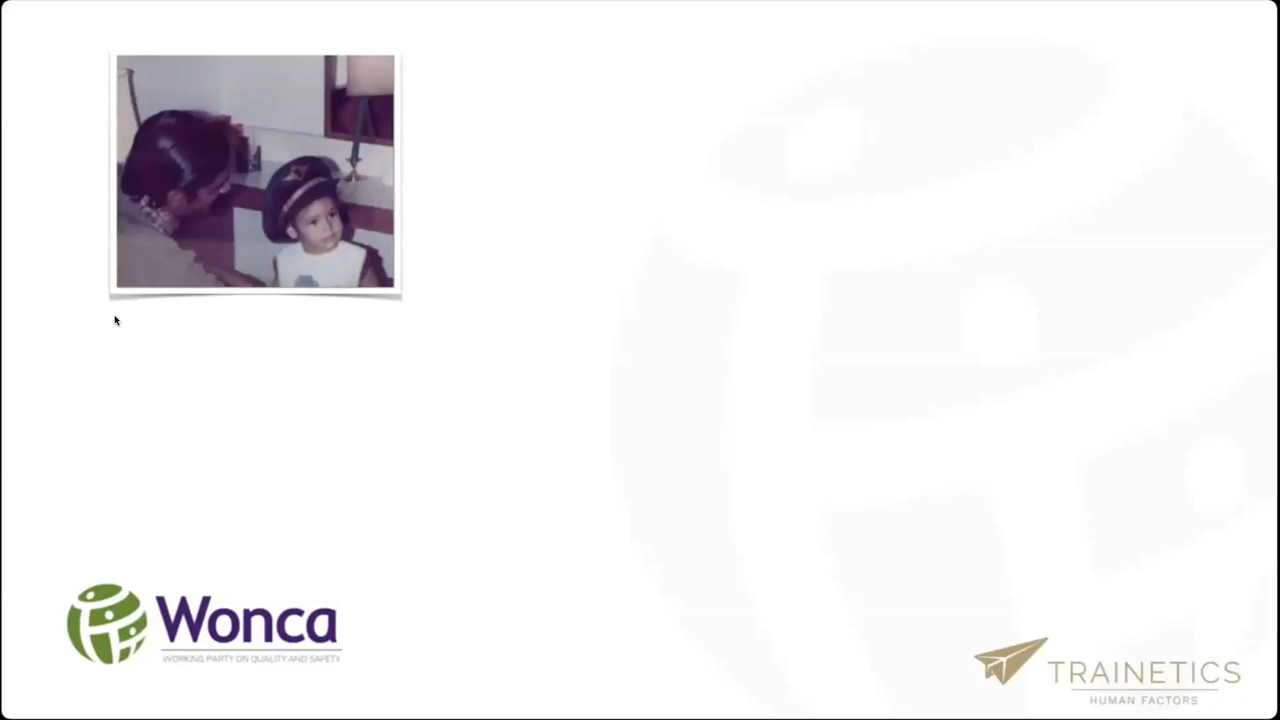 Wonca
WORKING PARTY ON QUALITY AND SAFETY
TRAINETICS
HUMAN FACTORS